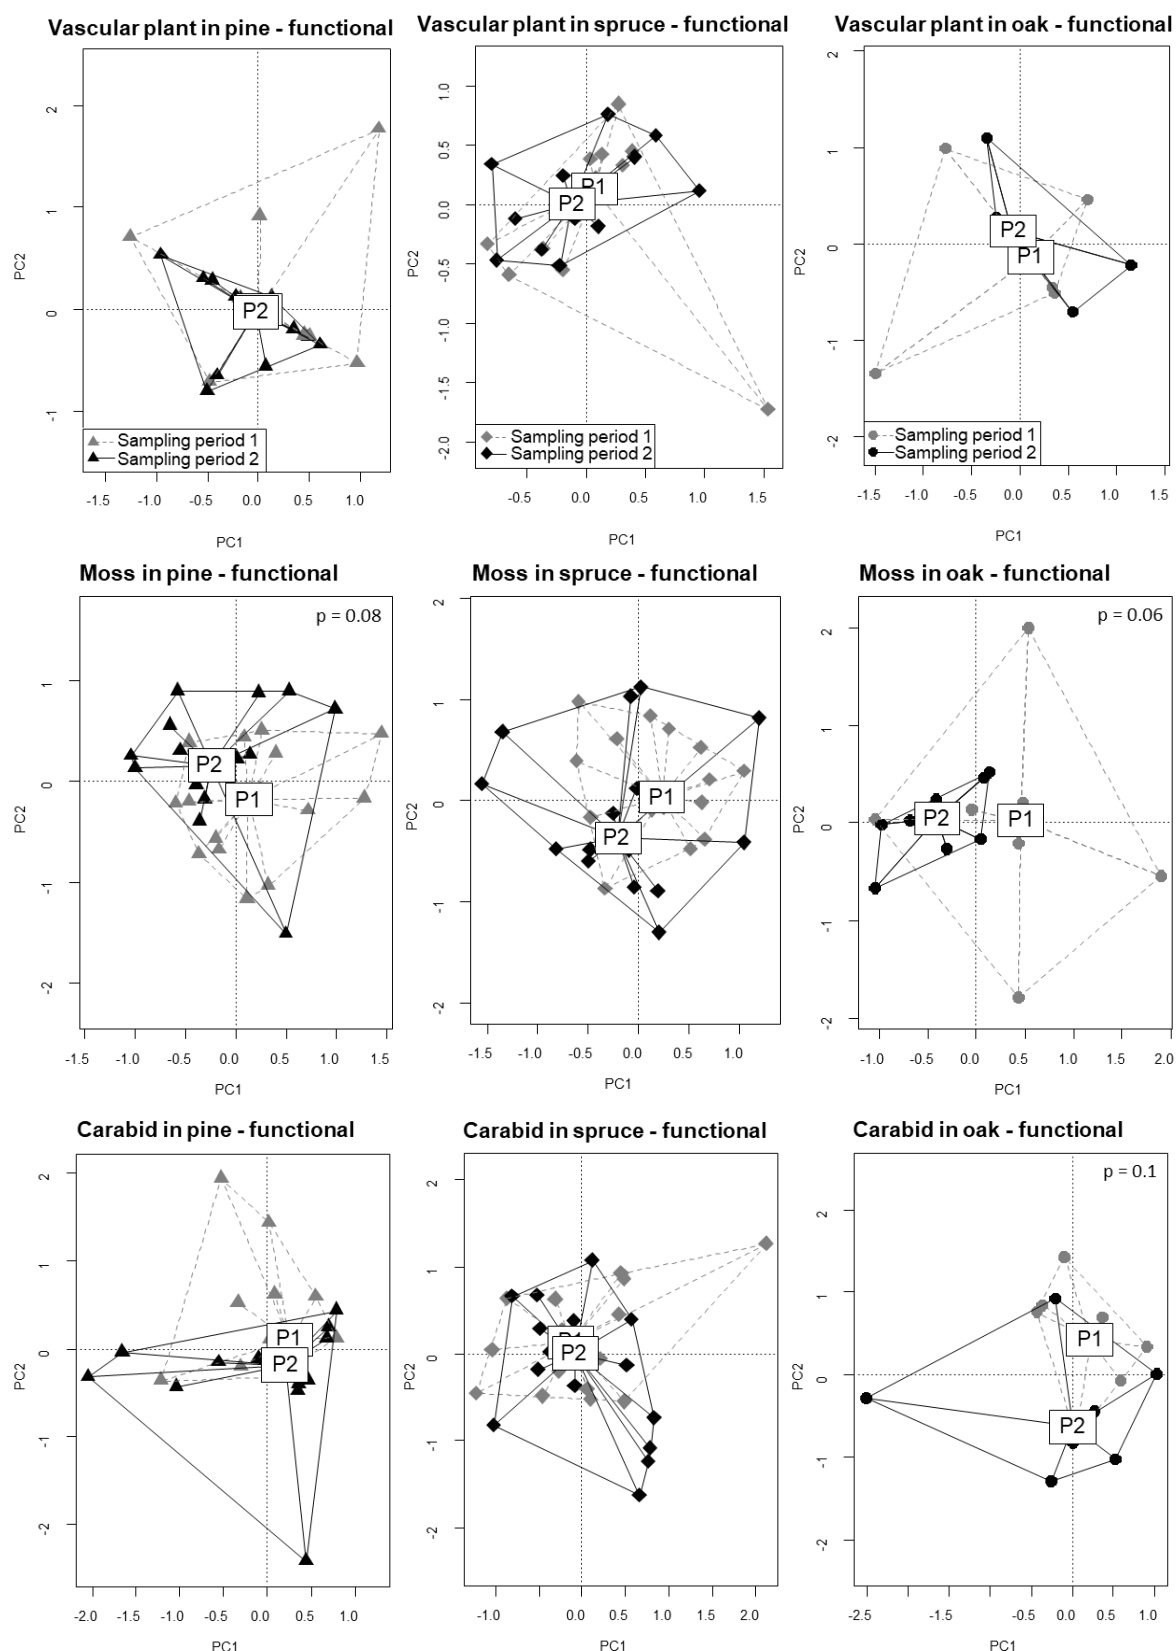 Vascular plant in pine - functional
Vascular plant in spruce - functional
Vascular plant in oak - functional
PC2
2
1
0
-1
P2
Sampling period 1
Sampling period 2
-1.5 -1.0 -0.5 0.0 0.5 1.0
PC1
PC2
1.0
0.5
0.0
-0.5
-1.0
-1.5
-2.0
P1
P2
Sampling period 1
Sampling period 2
-0.5 0.0 0.5 1.0 1.5
PC1
PC2
2
1
0
-1
-2
P2
P1
Sampling period 1
Sampling period 2
-1.5 -1.0 -0.5 0.0 0.5 1.0 1.5
PC1
Moss in pine - functional
Moss in spruce - functional
Moss in oak - functional
p = 0.08
PC2
1
0
-1
-2
P2
P1
-1.5 -1.0 -0.5 0.0 0.5 1.0 1.5
PC1
PC2
2
1
0
-1
-2
P1
P2
-1.5 -1.0 -0.5 0.0 0.5 1.0
PC1
p = 0.06
PC2
2
1
0
-1
-2
P2
P1
-1.0 -0.5 0.0 0.5 1.0 1.5 2.0
PC1
Carabid in pine - functional
Carabid in spruce - functional
Carabid in oak - functional
PC2
2
1
0
-1
-2
P1
P2
-2.0 -1.5 -1.0 -0.5 0.0 0.5 1.0
PC1
PC2
2
1
0
-1
-2
P2
-1.0 0.0 0.5 1.0 1.5 2.0
PC1
p = 0.1
PC2
2
1
0
-1
-2
P1
P2
-2.5 -1.5 -0.5 0.0 0.5 1.0
PC1